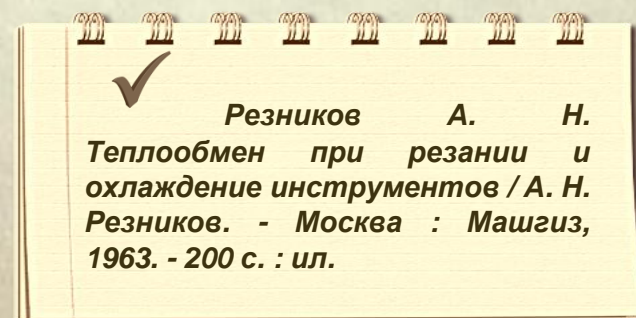 Резников А. Н.
Теплообмен при резании и
охлаждение инструментов / А. Н.
Резников. - Москва : Машгиз,
1963. - 200 с. : ил.